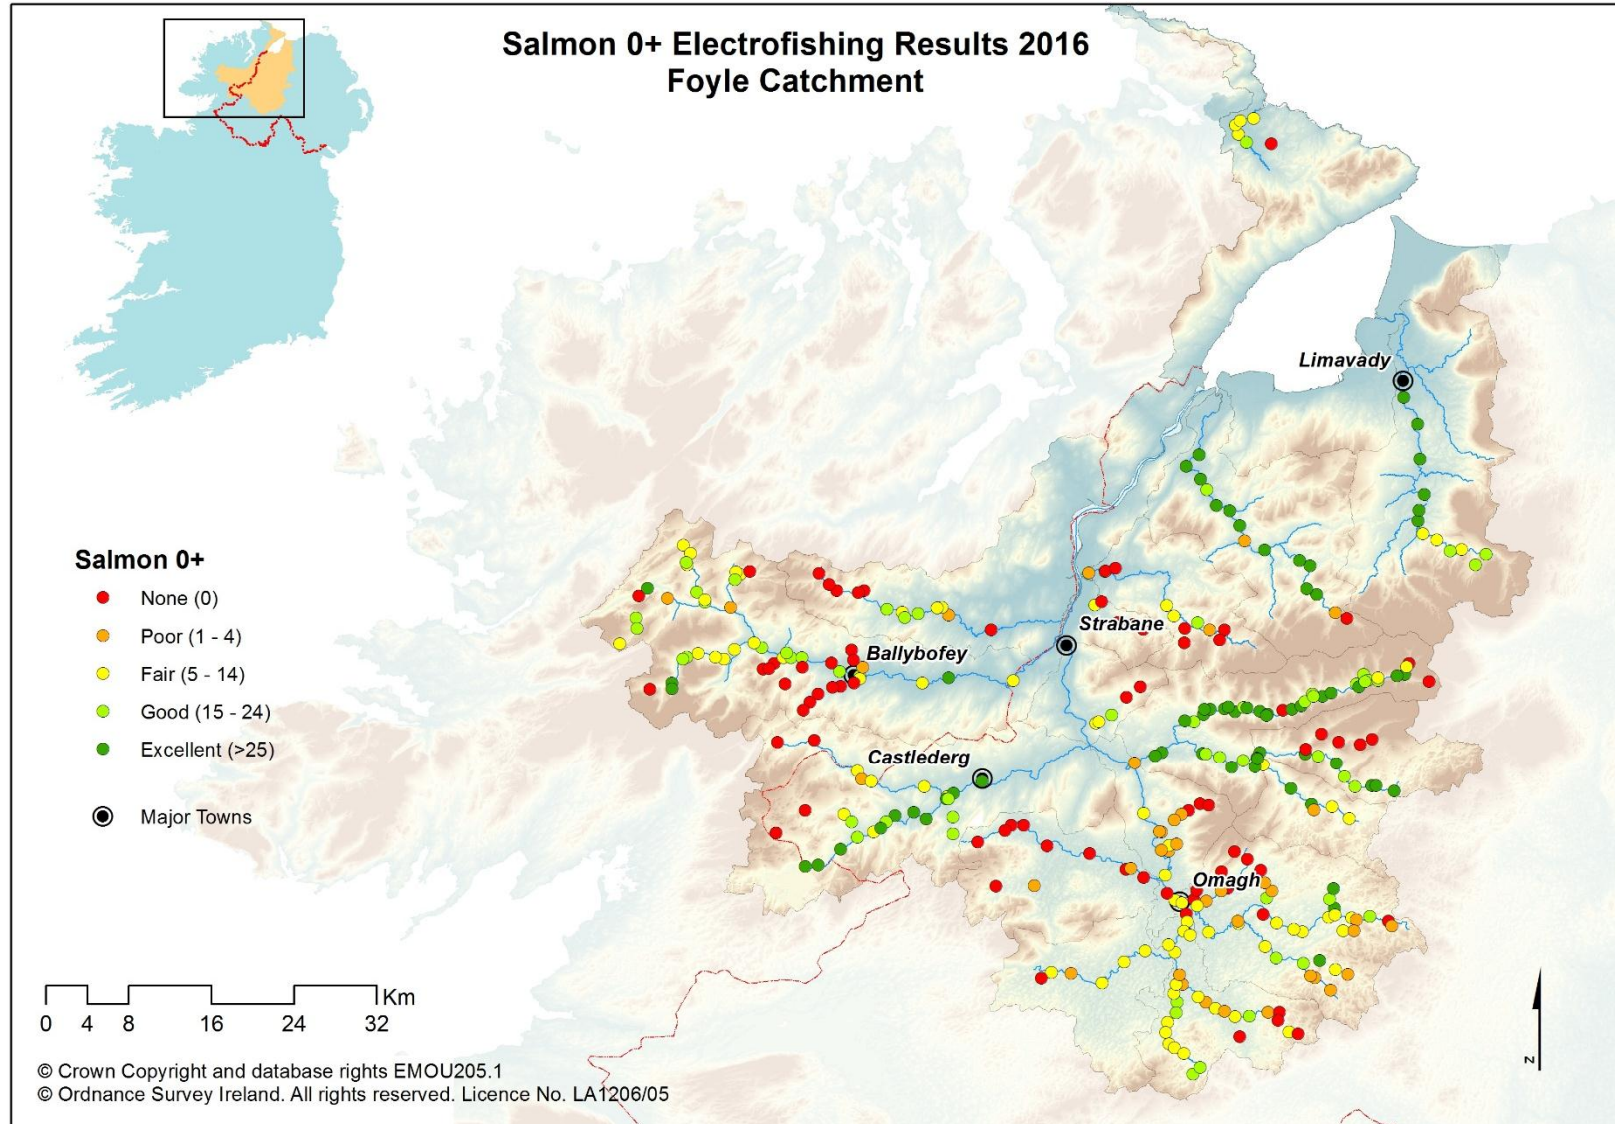 Salmon 0+ Electrofishing Results 2016
Foyle Catchment
Limavady
Strabane
Ballybofey
Castlederg
Omagh
Salmon 0+
None (0)
Poor (1 - 4)
Fair (5 - 14)
Good (15 - 24)
Excellent (>25)
Major Towns
Km
0 4 8 16 24 32
© Crown Copyright and database rights EMOU205.1
© Ordnance Survey Ireland. All rights reserved. Licence No. LA1206/05
N